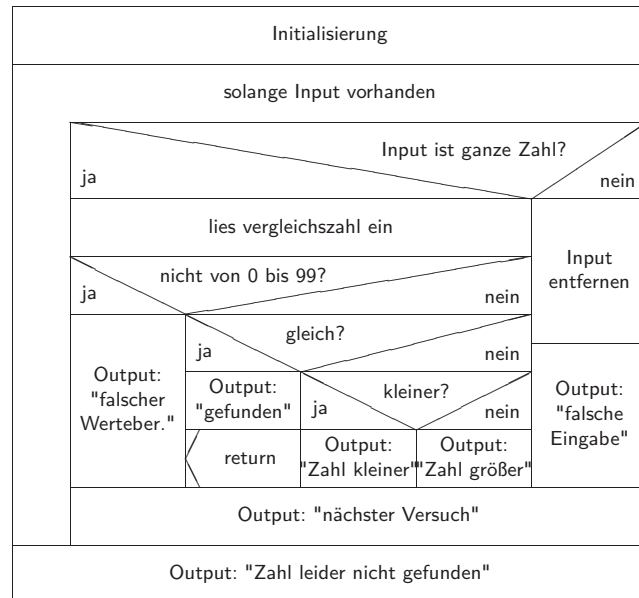 Initialisierung
solange Input vorhanden
Input ist ganze Zahl?
ja
nein
lies vergleichszahl ein
Input
entfernen
nicht von 0 bis 99?
ja
nein
gleich?
ja
nein
Output:
"falscher
Werteber."
Output:
"gefunden"
kleiner?
ja
nein
Output:
"falsche
Eingabe"
return
Output:
"Zahl kleiner"
Output:
"Zahl größer"
Output: "nächster Versuch"
Output: "Zahl leider nicht gefunden"